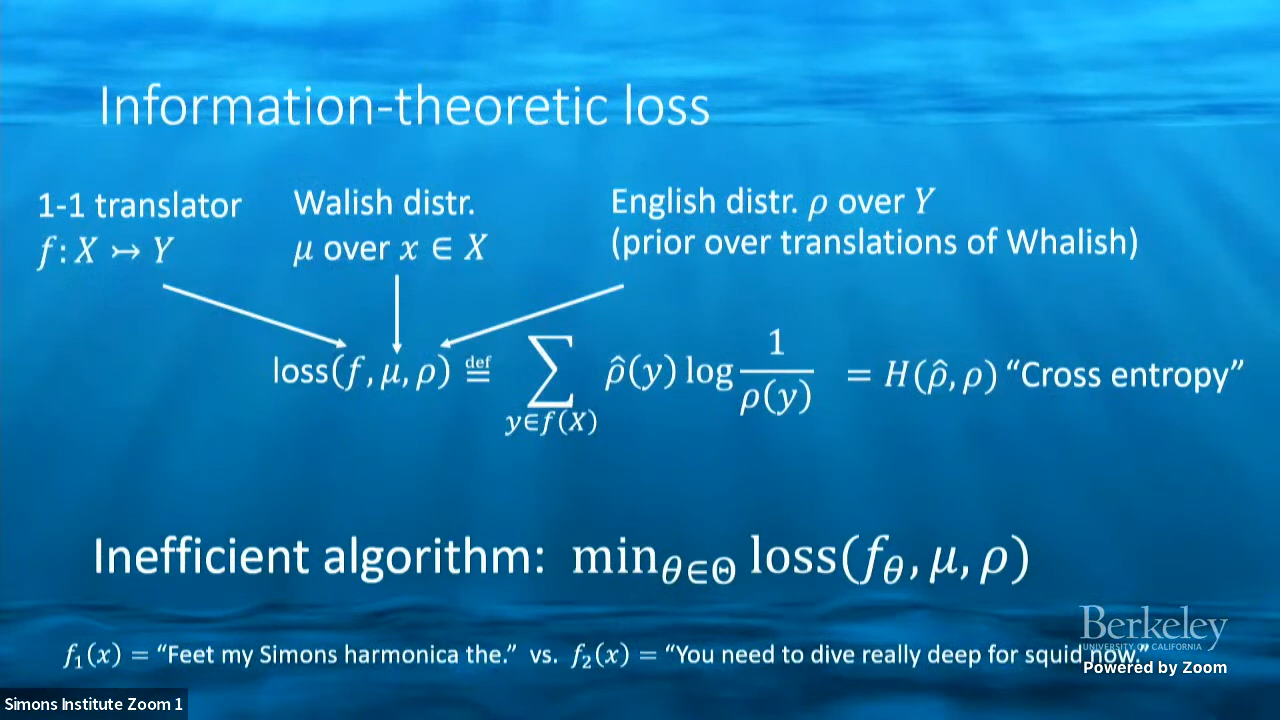 Information-theoretic loss
1-1 translator
f: X ↣ Y
Walish distr.
μ over x ∈ X
English distr. ρ over Y
(prior over translations of Whalish)
loss(f, μ, ρ) ≝ ∑_{y∈f(X)} ρ̂(y) log 1/ρ(y) = H(ρ̂, ρ) “Cross entropy”
Inefficient algorithm: min_{θ∈Θ} loss(f_θ, μ, ρ)
f₁(x) = “Feet my Simons harmonica the.” vs. f₂(x) = “You need to dive really deep for squid now.”
Berkeley
UNIVERSITY OF CALIFORNIA
Powered by Zoom
Simons Institute Zoom 1